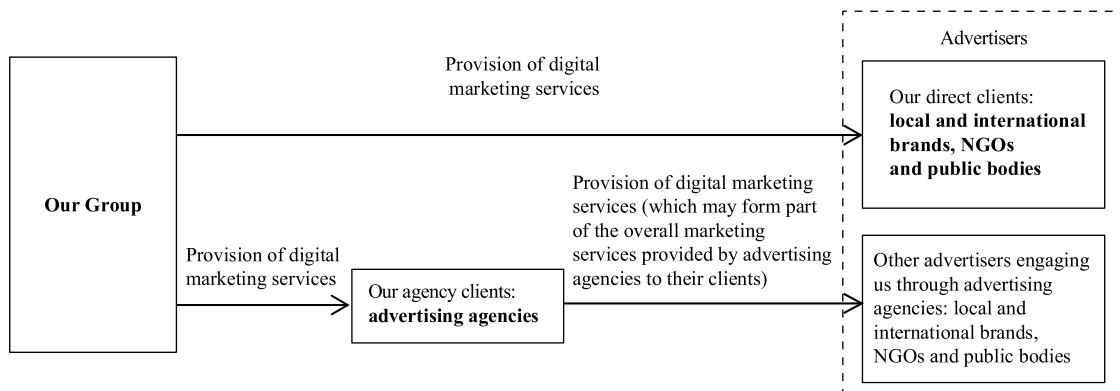 Advertisers
Provision of digital
marketing services
Our direct clients:
local and international
brands, NGOs
and public bodies
Our Group
Provision of digital
marketing services
Our agency clients:
advertising agencies
Provision of digital marketing
services (which may form part
of the overall marketing
services provided by advertising
agencies to their clients)
Other advertisers engaging
us through advertising
agencies: local and
international brands,
NGOs and public bodies